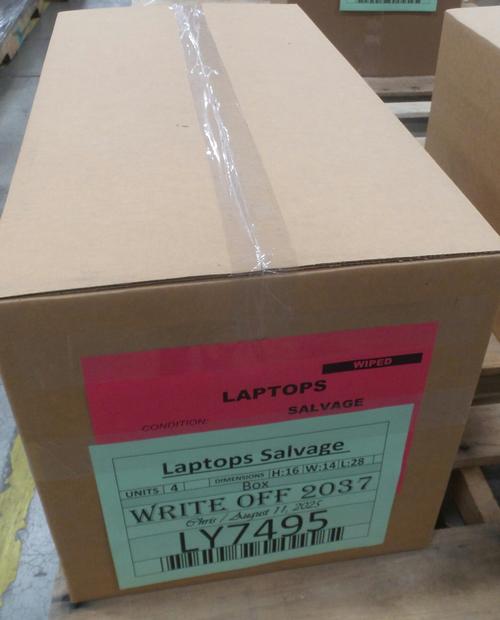 WIPED
LAPTOPS
CONDITION: SALVAGE
Laptops Salvage
UNITS 4 DIMENSIONS H:16 W:14 L:28
Box
WRITE OFF 2037
Chris / August 11, 2025
LY7495